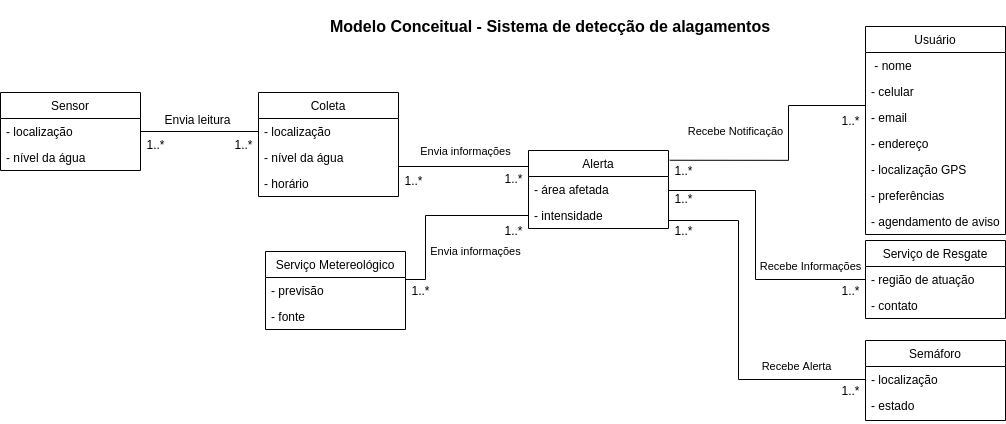 Modelo Conceitual - Sistema de detecção de alagamentos
Sensor
- localização
- nível da água
Envia leitura
1..*
1..*
Coleta
- localização
- nível da água
- horário
Envia informações
1..*
1..*
Serviço Metereológico
- previsão
- fonte
Envia informações
1..*
1..*
Alerta
- área afetada
- intensidade
Recebe Notificação
1..*
1..*
Usuário
- nome
- celular
- email
- endereço
- localização GPS
- preferências
- agendamento de aviso
Recebe Informações
1..*
1..*
Serviço de Resgate
- região de atuação
- contato
Recebe Alerta
1..*
1..*
Semáforo
- localização
- estado